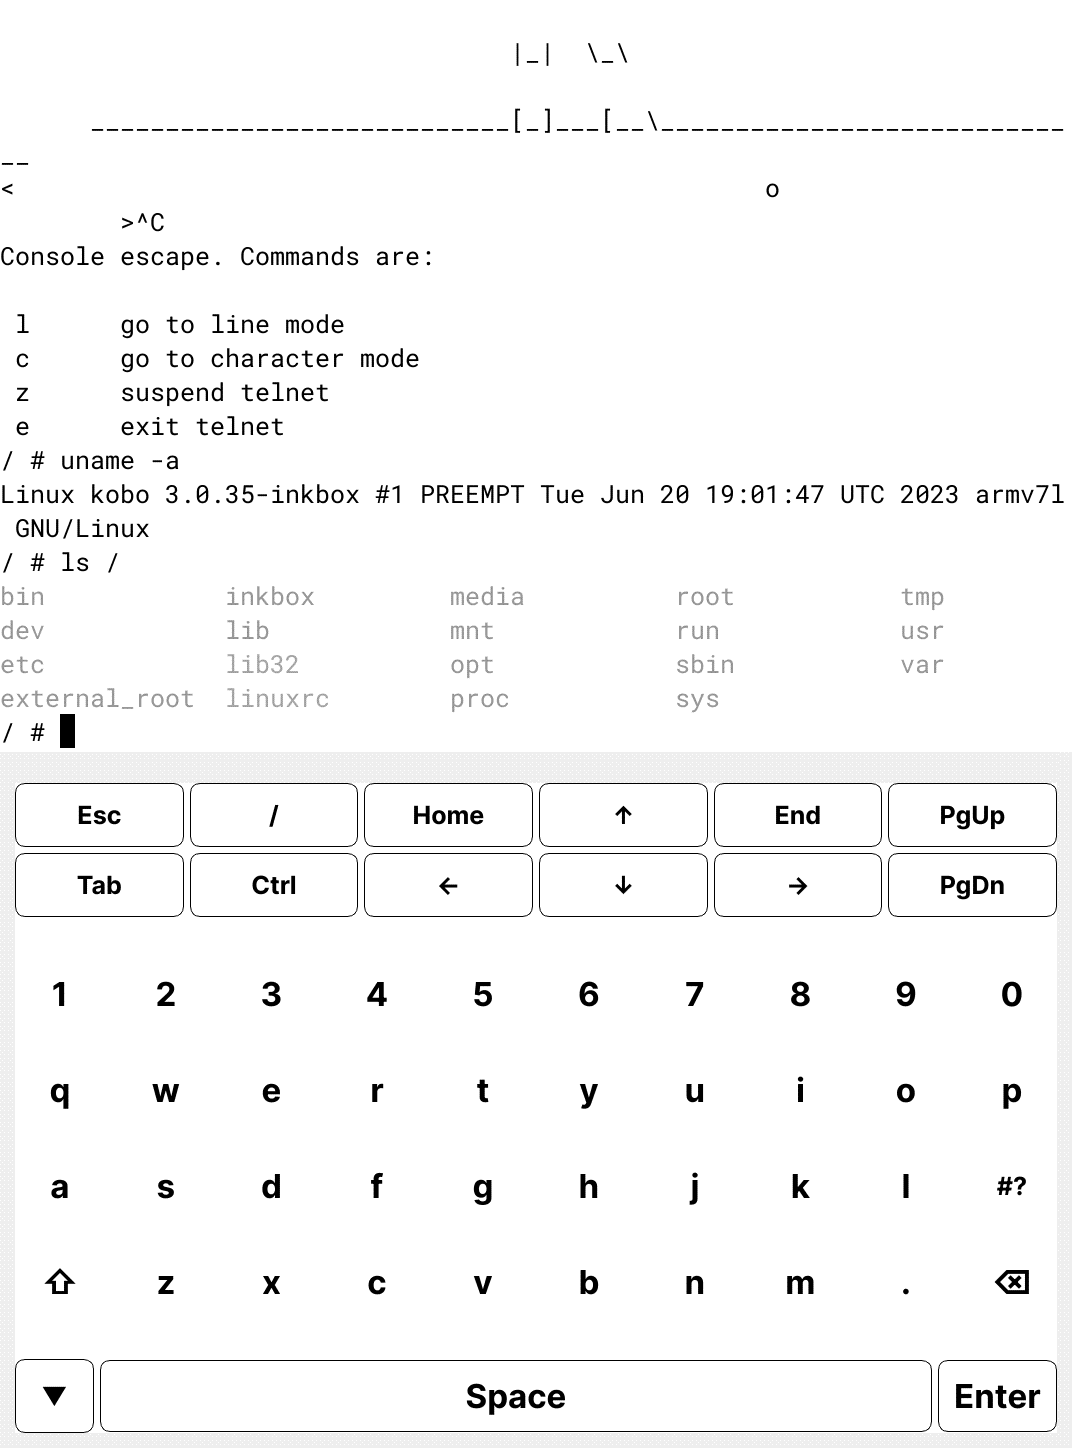 |_|  \_\
____________________________[_]___[__\___________________________
__
<                                                  o
        >^C
Console escape. Commands are:
 l      go to line mode
 c      go to character mode
 z      suspend telnet
 e      exit telnet
/ # uname -a
Linux kobo 3.0.35-inkbox #1 PREEMPT Tue Jun 20 19:01:47 UTC 2023 armv7l
 GNU/Linux
/ # ls /
bin            inkbox         media          root           tmp
dev            lib            mnt            run            usr
etc            lib32          opt            sbin           var
external_root  linuxrc        proc           sys
/ #
Esc / Home ↑ End PgUp
Tab Ctrl ← ↓ → PgDn
1 2 3 4 5 6 7 8 9 0
q w e r t y u i o p
a s d f g h j k l #?
z x c v b n m .
▼ Space Enter